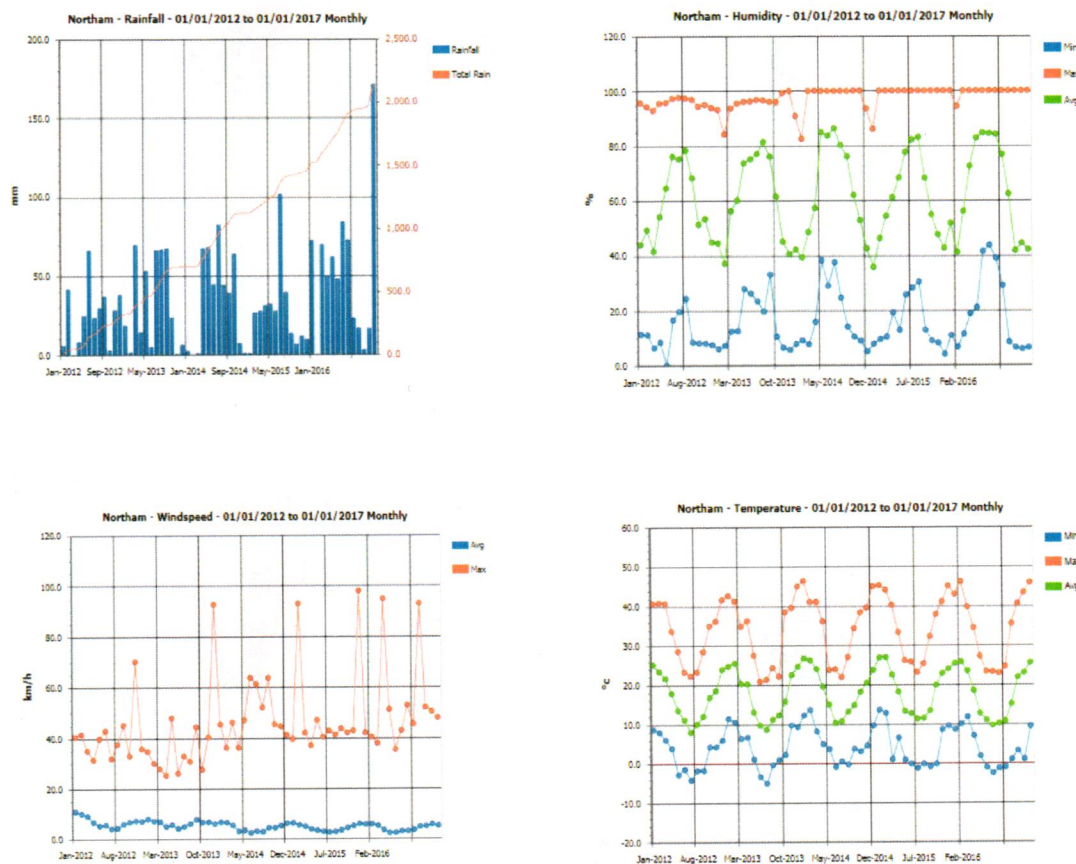 Northam - Rainfall - 01/01/2012 to 01/01/2017 Monthly
200.0
150.0
100.0
50.0
0.0
mm
2,500.0
2,000.0
1,500.0
1,000.0
500.0
0.0
Rainfall
Total Rain
Jan-2012 Sep-2012 May-2013 Jan-2014 Sep-2014 May-2015 Jan-2016
Northam - Humidity - 01/01/2012 to 01/01/2017 Monthly
120.0
100.0
80.0
60.0
40.0
20.0
0.0
%
Min
Ma
Avg
Jan-2012 Aug-2012 Mar-2013 Oct-2013 May-2014 Dec-2014 Jul-2015 Feb-2016
Northam - Windspeed - 01/01/2012 to 01/01/2017 Monthly
120.0
100.0
80.0
60.0
40.0
20.0
0.0
km/h
Avg
Max
Jan-2012 Aug-2012 Mar-2013 Oct-2013 May-2014 Dec-2014 Jul-2015 Feb-2016
Northam - Temperature - 01/01/2012 to 01/01/2017 Monthly
60.0
50.0
40.0
30.0
20.0
10.0
0.0
-10.0
-20.0
°C
Min
Ma
Avg
Jan-2012 Aug-2012 Mar-2013 Oct-2013 May-2014 Dec-2014 Jul-2015 Feb-2016